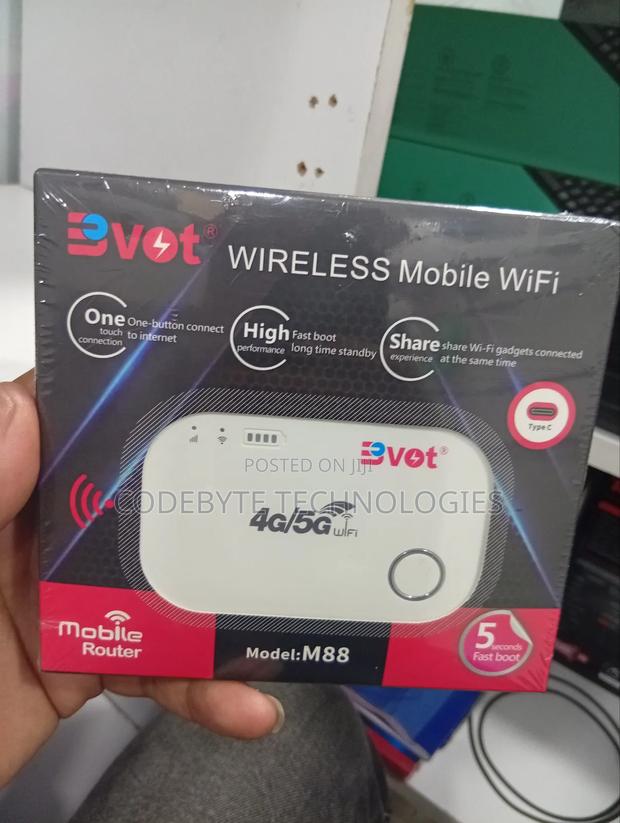 Bvot®
WIRELESS Mobile WiFi
One touch connection
One-button connect
to internet
High performance
Fast boot
long time standby
Share experience
share Wi-Fi gadgets connected
at the same time
Type C
Bvot®
POSTED ON JIJI
CODEBYTE TECHNOLOGIES
4G/5G WiFi
Mobile
Router
Model:M88
5 seconds
Fast boot